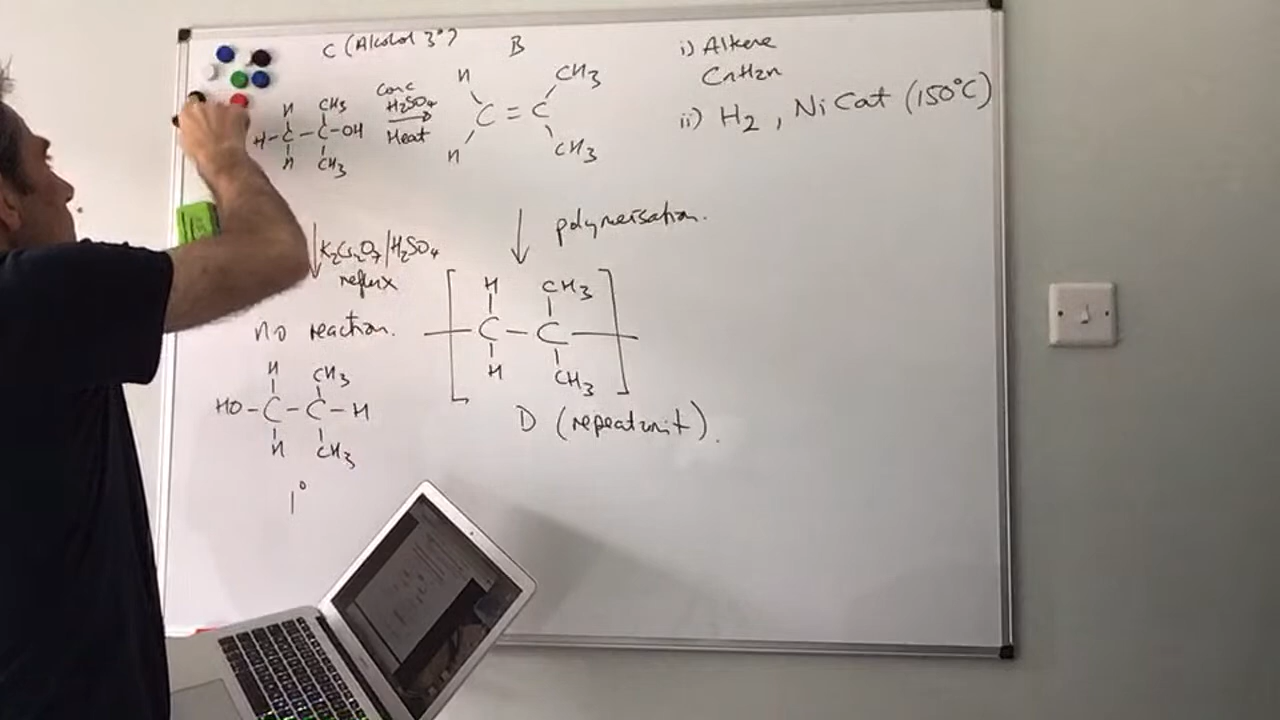 C (Alcohol 3°)
B
i) Alkene
CnH2n
ii) H2 , Ni Cat (150°C)
H CH3
H-C-C-OH
H CH3
Conc
H2SO4
Heat
H CH3
C=C
H CH3
K2Cr2O7/H2SO4
reflux
no reaction.
polymerisation.
H CH3
HO-C-C-H
H CH3
1°
H CH3
-C-C-
H CH3
D (repeat unit).